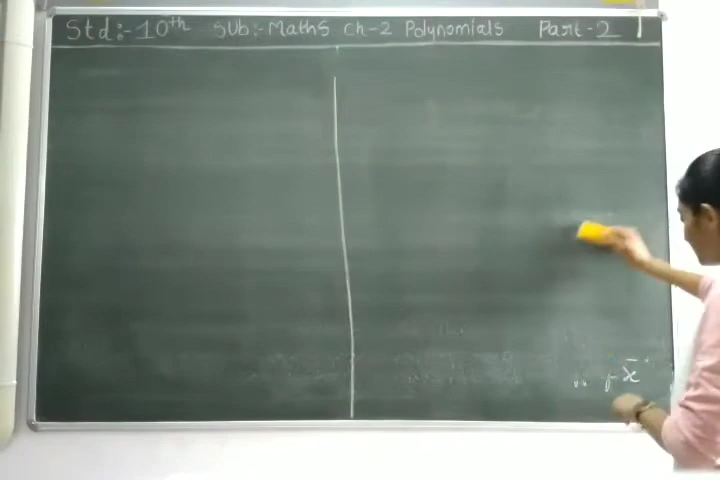 Std:-10th Sub:-Maths Ch-2 Polynomials Part-2
x̄